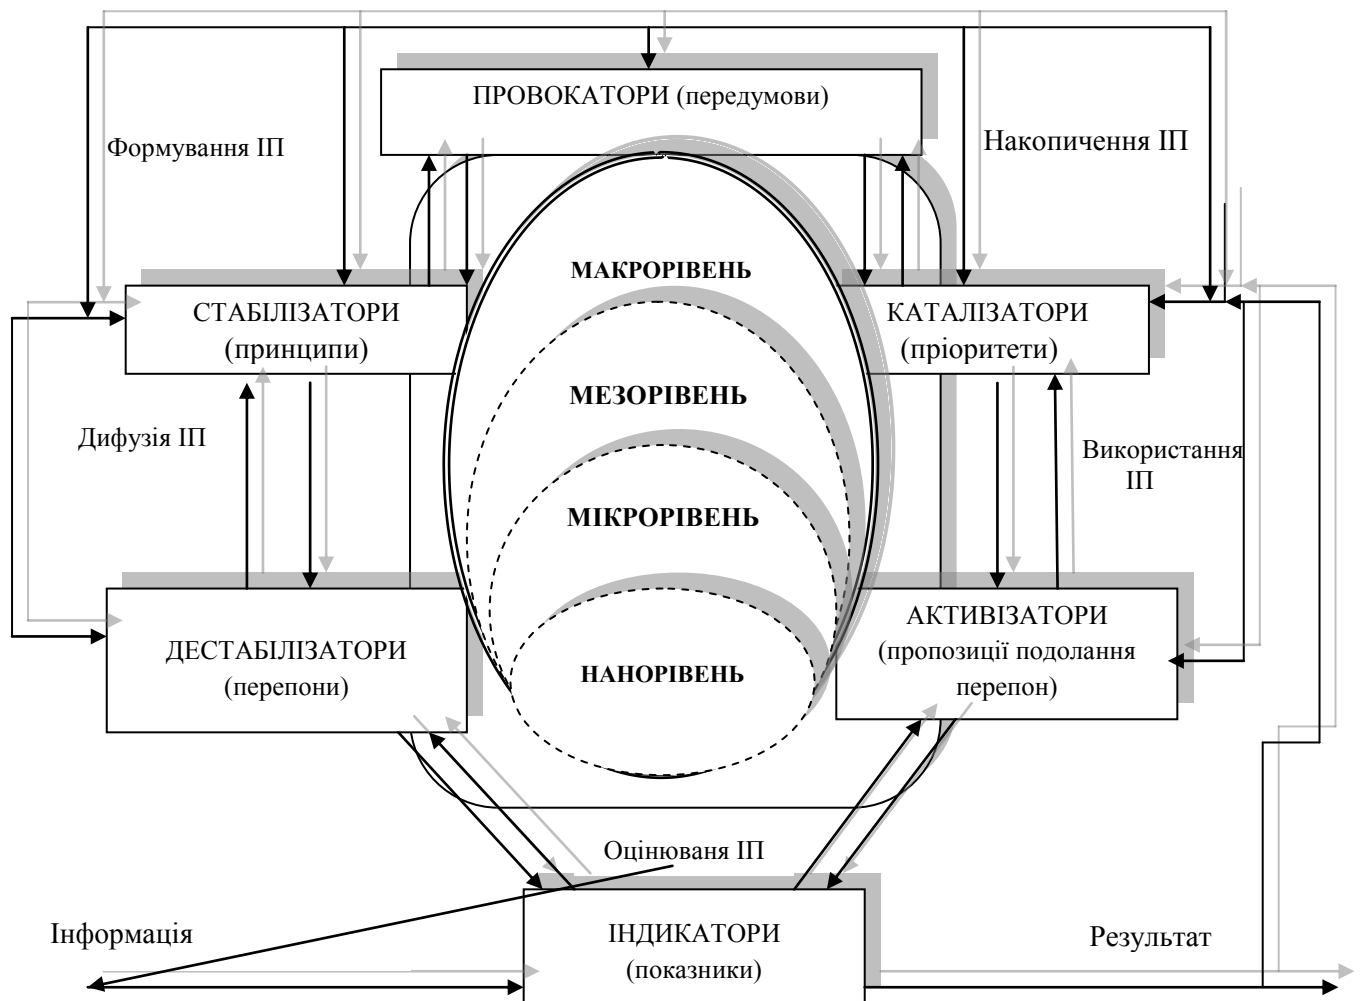 ПРОВОКАТОРИ (передумови)
Формування ІП
Накопичення ІП
МАКРОРІВЕНЬ
СТАБІЛІЗАТОРИ
(принципи)
КАТАЛІЗАТОРИ
(пріоритети)
МЕЗОРІВЕНЬ
Дифузія ІП
Використання
ІП
МІКРОРІВЕНЬ
ДЕСТАБІЛІЗАТОРИ
(перепони)
АКТИВІЗАТОРИ
(пропозиції подолання
перепон)
НАНОРІВЕНЬ
Оцінюваня ІП
Інформація
ІНДИКАТОРИ
(показники)
Результат